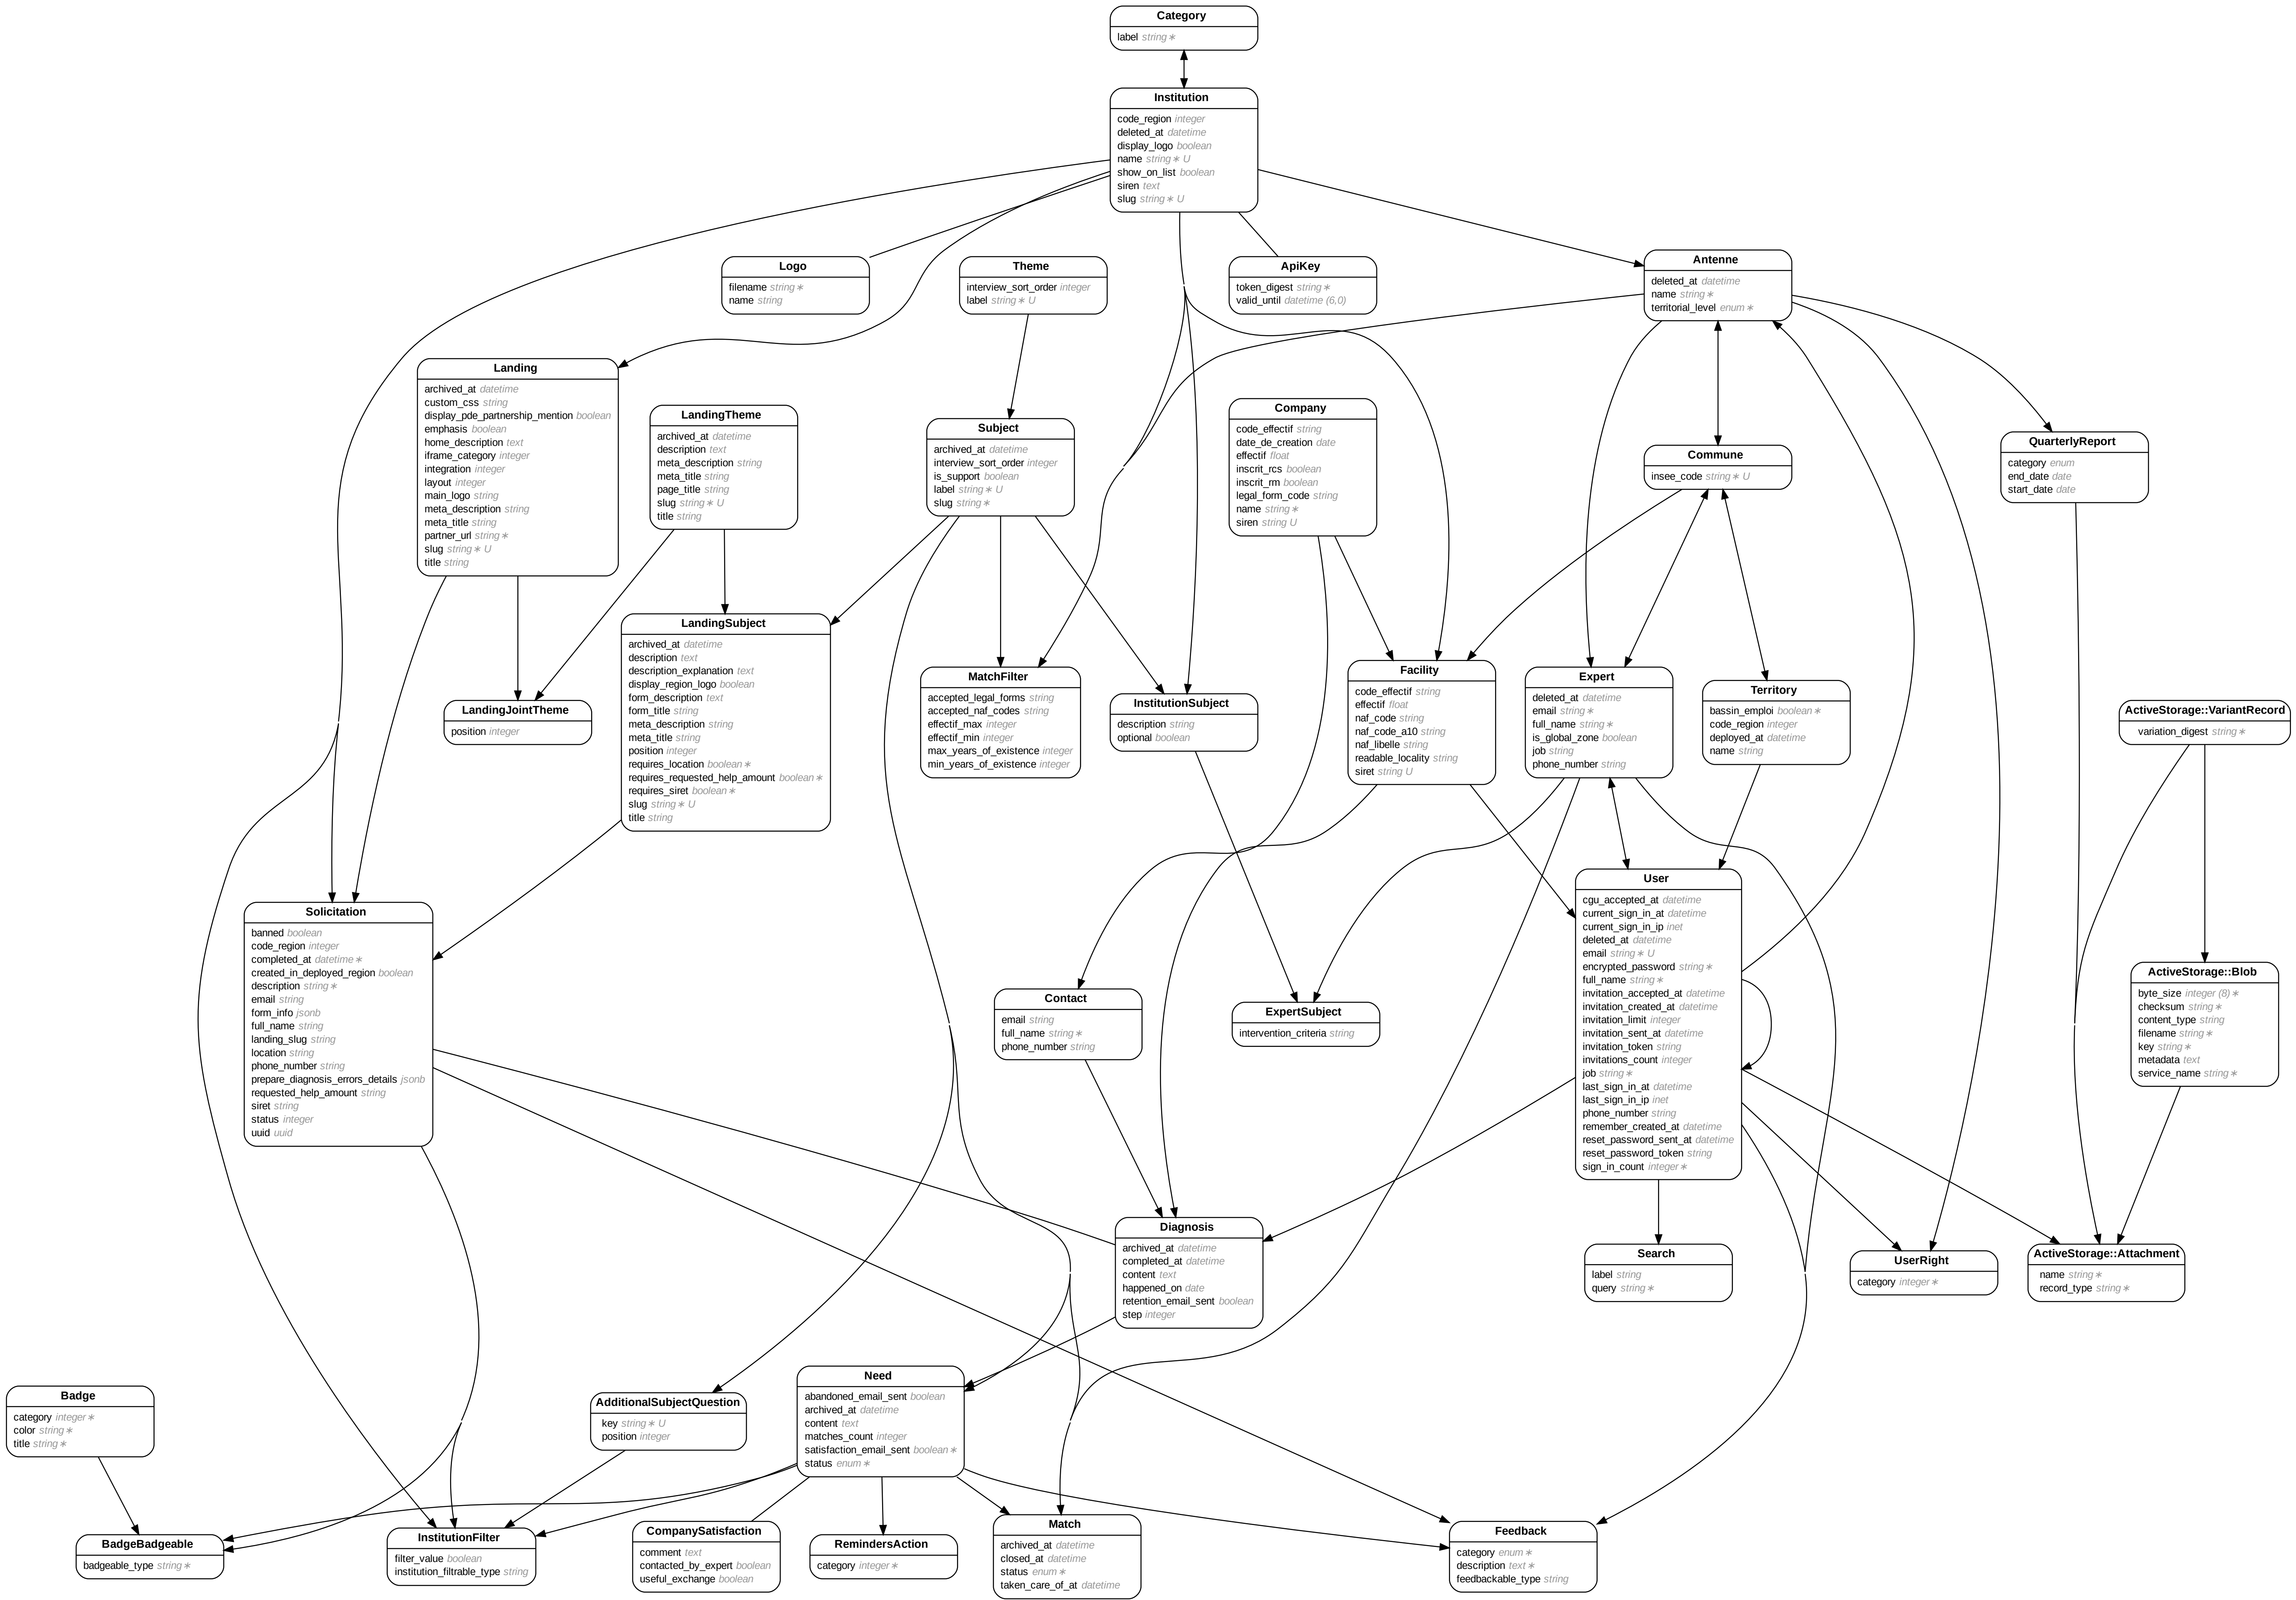 Category
label string∗
Institution
code_region integer
deleted_at datetime
display_logo boolean
name string∗ U
show_on_list boolean
siren text
slug string∗ U
Logo
filename string∗
name string
Theme
interview_sort_order integer
label string∗ U
ApiKey
token_digest string∗
valid_until datetime (6,0)
Antenne
deleted_at datetime
name string∗
territorial_level enum∗
Landing
archived_at datetime
custom_css string
display_pde_partnership_mention boolean
emphasis boolean
home_description text
iframe_category integer
integration integer
layout integer
main_logo string
meta_description string
meta_title string
partner_url string∗
slug string∗ U
title string
LandingTheme
archived_at datetime
description text
meta_description string
meta_title string
page_title string
slug string∗ U
title string
Subject
archived_at datetime
interview_sort_order integer
is_support boolean
label string∗ U
slug string∗
Company
code_effectif string
date_de_creation date
effectif float
inscrit_rcs boolean
inscrit_rm boolean
legal_form_code string
name string∗
siren string U
Commune
insee_code string∗ U
QuarterlyReport
category enum
end_date date
start_date date
LandingJointTheme
position integer
LandingSubject
archived_at datetime
description text
description_explanation text
display_region_logo boolean
form_description text
form_title string
meta_description string
meta_title string
position integer
requires_location boolean∗
requires_requested_help_amount boolean∗
requires_siret boolean∗
slug string∗ U
title string
MatchFilter
accepted_legal_forms string
accepted_naf_codes string
effectif_max integer
effectif_min integer
max_years_of_existence integer
min_years_of_existence integer
InstitutionSubject
description string
optional boolean
Facility
code_effectif string
effectif float
naf_code string
naf_code_a10 string
naf_libelle string
readable_locality string
siret string U
Expert
deleted_at datetime
email string∗
full_name string∗
is_global_zone boolean
job string
phone_number string
Territory
bassin_emploi boolean∗
code_region integer
deployed_at datetime
name string
ActiveStorage::VariantRecord
variation_digest string∗
Solicitation
banned boolean
code_region integer
completed_at datetime∗
created_in_deployed_region boolean
description string∗
email string
form_info jsonb
full_name string
landing_slug string
location string
phone_number string
prepare_diagnosis_errors_details jsonb
requested_help_amount string
siret string
status integer
uuid uuid
Contact
email string
full_name string∗
phone_number string
ExpertSubject
intervention_criteria string
User
cgu_accepted_at datetime
current_sign_in_at datetime
current_sign_in_ip inet
deleted_at datetime
email string∗ U
encrypted_password string∗
full_name string∗
invitation_accepted_at datetime
invitation_created_at datetime
invitation_limit integer
invitation_sent_at datetime
invitation_token string
invitations_count integer
job string∗
last_sign_in_at datetime
last_sign_in_ip inet
phone_number string
remember_created_at datetime
reset_password_sent_at datetime
reset_password_token string
sign_in_count integer∗
ActiveStorage::Blob
byte_size integer (8)∗
checksum string∗
content_type string
filename string∗
key string∗
metadata text
service_name string∗
Diagnosis
archived_at datetime
completed_at datetime
content text
happened_on date
retention_email_sent boolean
step integer
Search
label string
query string∗
UserRight
category integer∗
ActiveStorage::Attachment
name string∗
record_type string∗
Badge
category integer∗
color string∗
title string∗
AdditionalSubjectQuestion
key string∗ U
position integer
Need
abandoned_email_sent boolean
archived_at datetime
content text
matches_count integer
satisfaction_email_sent boolean∗
status enum∗
BadgeBadgeable
badgeable_type string∗
InstitutionFilter
filter_value boolean
institution_filtrable_type string
CompanySatisfaction
comment text
contacted_by_expert boolean
useful_exchange boolean
RemindersAction
category integer∗
Match
archived_at datetime
closed_at datetime
status enum∗
taken_care_of_at datetime
Feedback
category enum∗
description text∗
feedbackable_type string